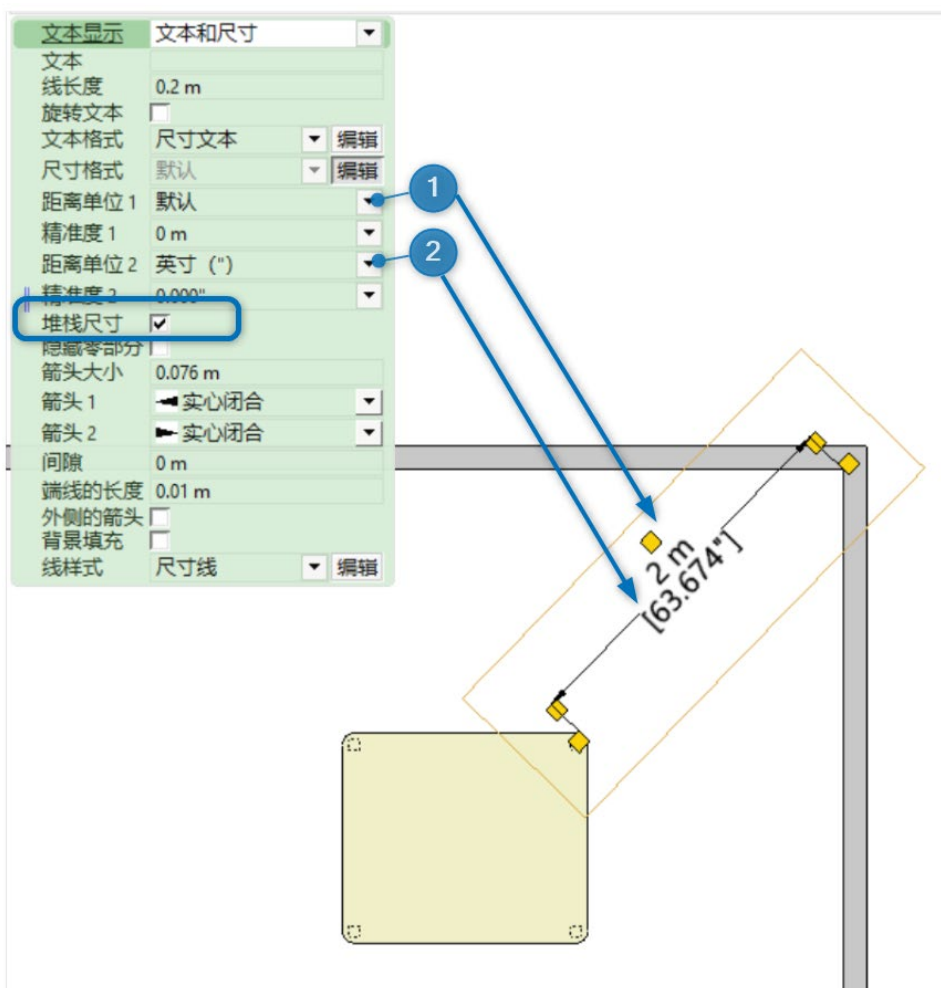 文本显示 文本和尺寸
文本
线长度 0.2 m
旋转文本
文本格式 尺寸文本 编辑
尺寸格式 默认 编辑
距离单位 1 默认
精准度 1 0 m
距离单位 2 英寸 (")
精准度 2 0.000"
堆栈尺寸
隐藏零部分
箭头大小 0.076 m
箭头 1 实心闭合
箭头 2 实心闭合
间隙 0 m
端线的长度 0.01 m
外侧的箭头
背景填充
线样式 尺寸线 编辑
1
2
2 m
[63.674"]